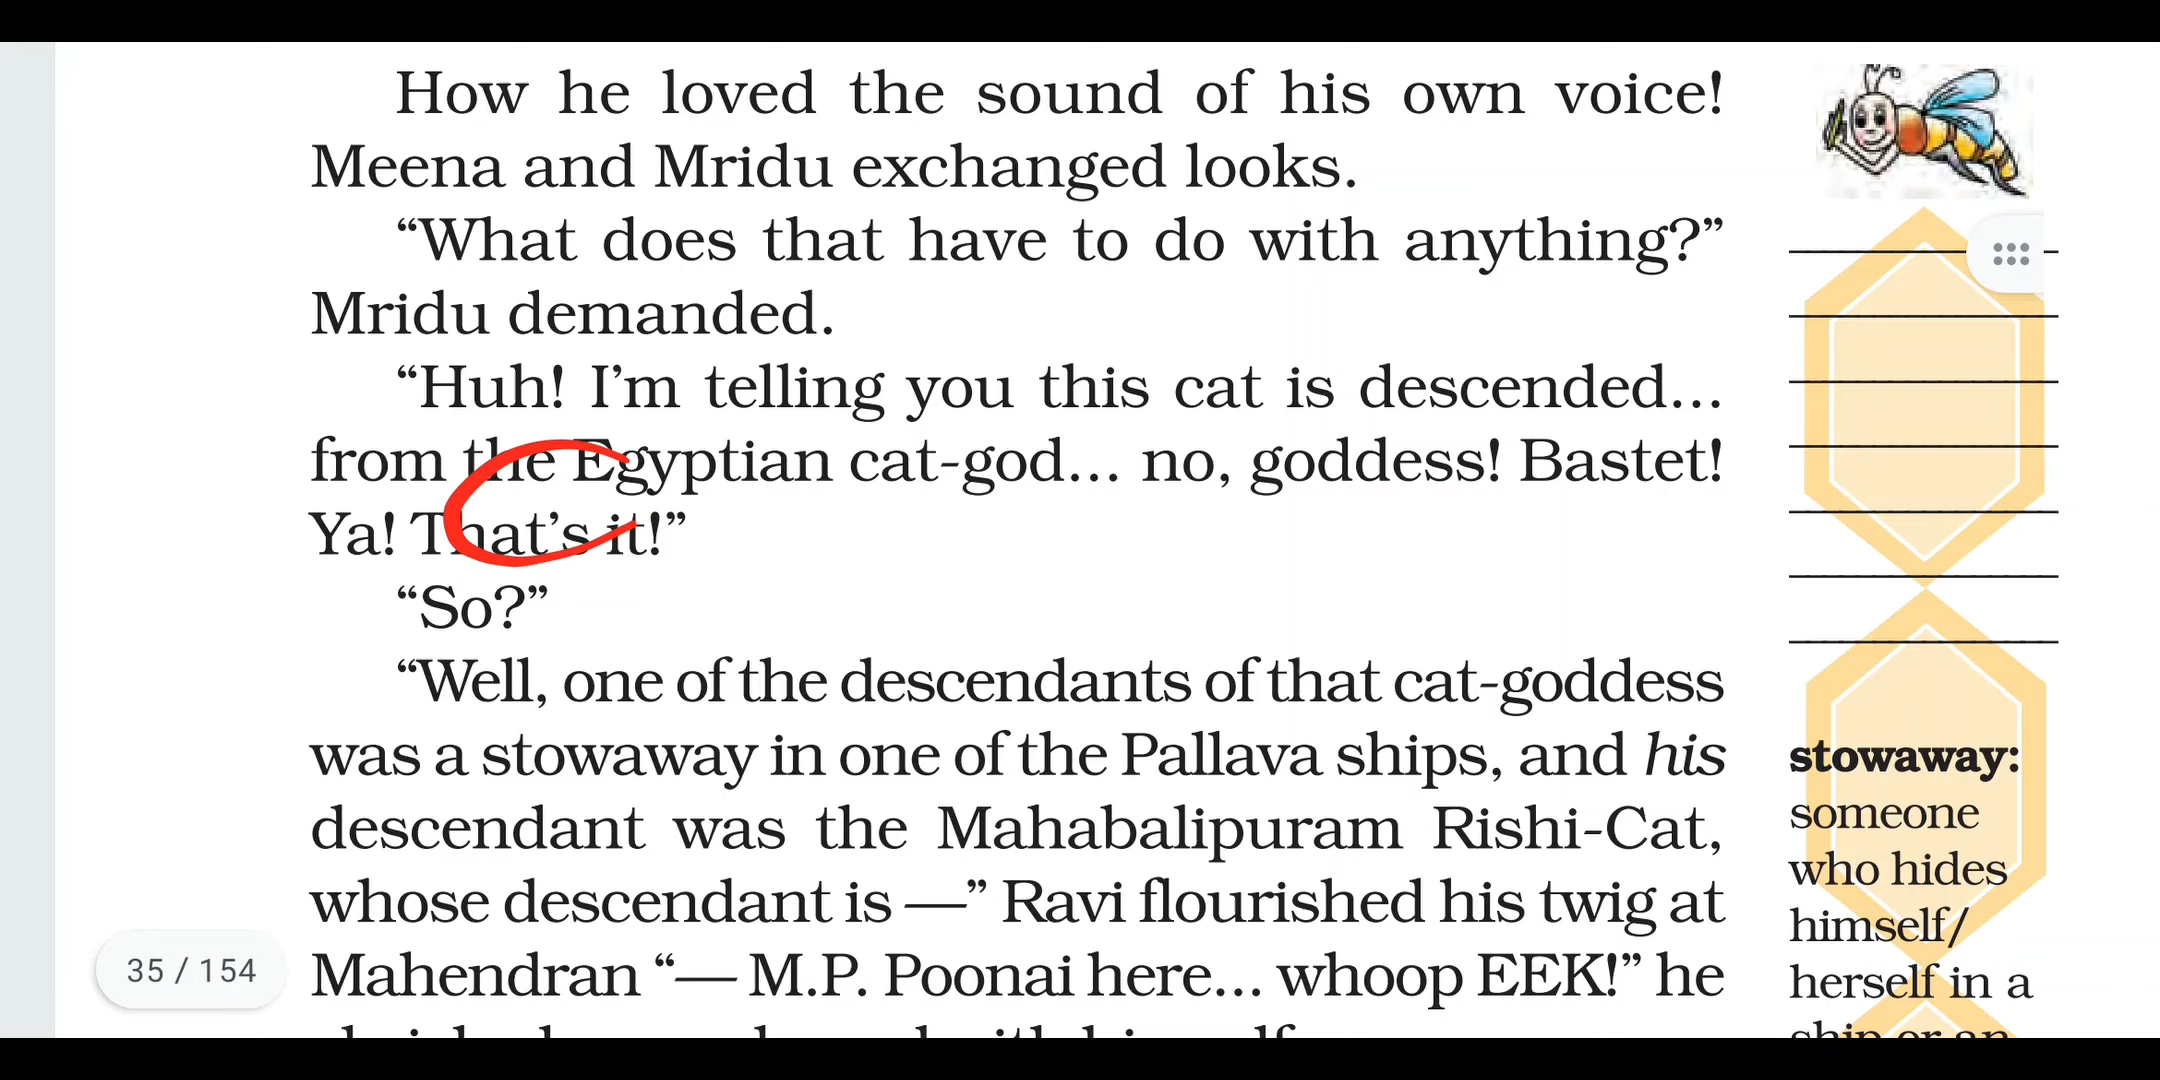 How he loved the sound of his own voice!
Meena and Mridu exchanged looks.
“What does that have to do with anything?”
Mridu demanded.
“Huh! I’m telling you this cat is descended...
from the Egyptian cat-god... no, goddess! Bastet!
Ya! That’s it!”
“So?”
“Well, one of the descendants of that cat-goddess
was a stowaway in one of the Pallava ships, and his
descendant was the Mahabalipuram Rishi-Cat,
whose descendant is —” Ravi flourished his twig at
Mahendran “— M.P. Poonai here... whoop EEK!” he
stowaway:
someone
who hides
himself/
herself in a
ship or an
35 / 154